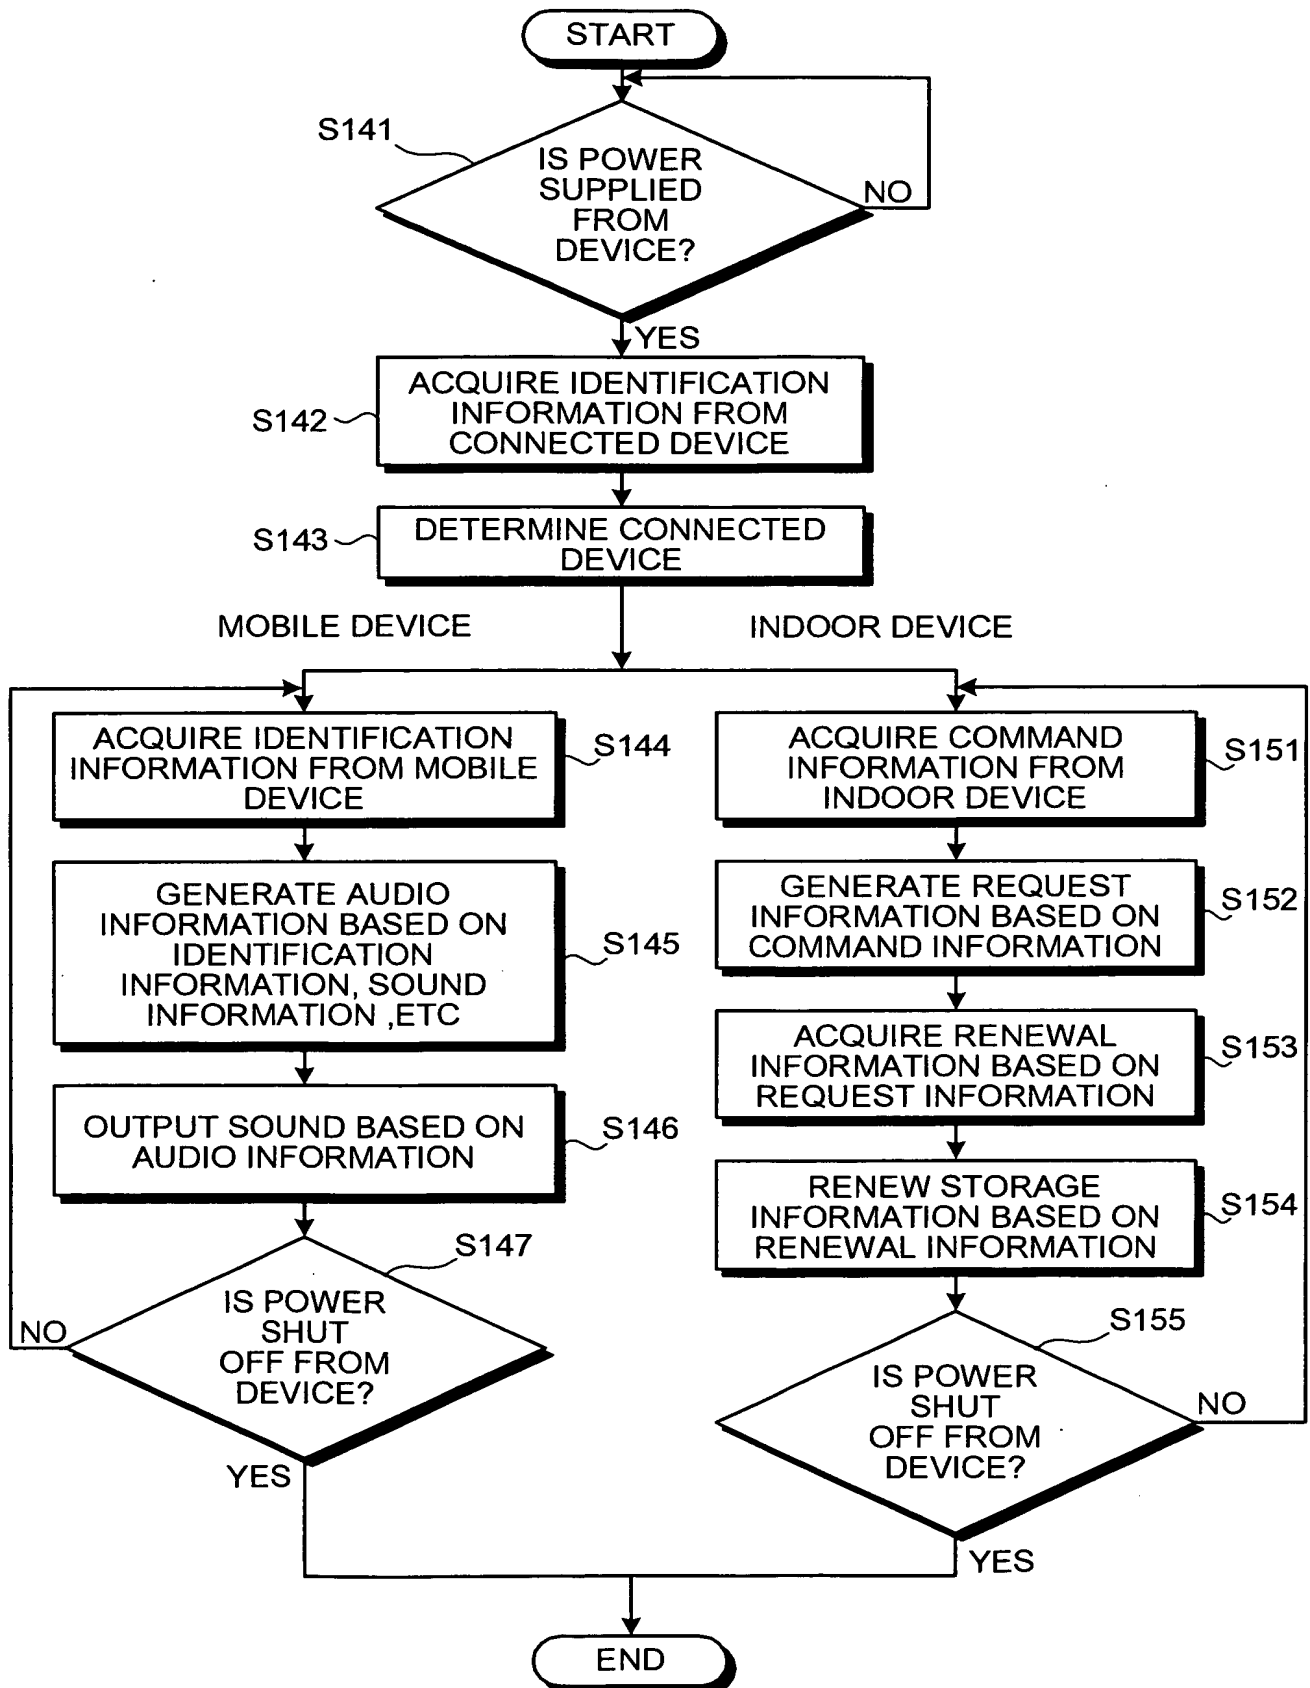 START
S141
IS POWER
SUPPLIED
FROM
DEVICE?
NO
YES
S142
ACQUIRE IDENTIFICATION
INFORMATION FROM
CONNECTED DEVICE
S143
DETERMINE CONNECTED
DEVICE
MOBILE DEVICE
INDOOR DEVICE
ACQUIRE IDENTIFICATION
INFORMATION FROM MOBILE
DEVICE
S144
GENERATE AUDIO
INFORMATION BASED ON
IDENTIFICATION
INFORMATION, SOUND
INFORMATION ,ETC
S145
OUTPUT SOUND BASED ON
AUDIO INFORMATION
S146
S147
IS POWER
SHUT
OFF FROM
DEVICE?
NO
YES
ACQUIRE COMMAND
INFORMATION FROM
INDOOR DEVICE
S151
GENERATE REQUEST
INFORMATION BASED ON
COMMAND INFORMATION
S152
ACQUIRE RENEWAL
INFORMATION BASED ON
REQUEST INFORMATION
S153
RENEW STORAGE
INFORMATION BASED ON
RENEWAL INFORMATION
S154
S155
IS POWER
SHUT
OFF FROM
DEVICE?
NO
YES
END